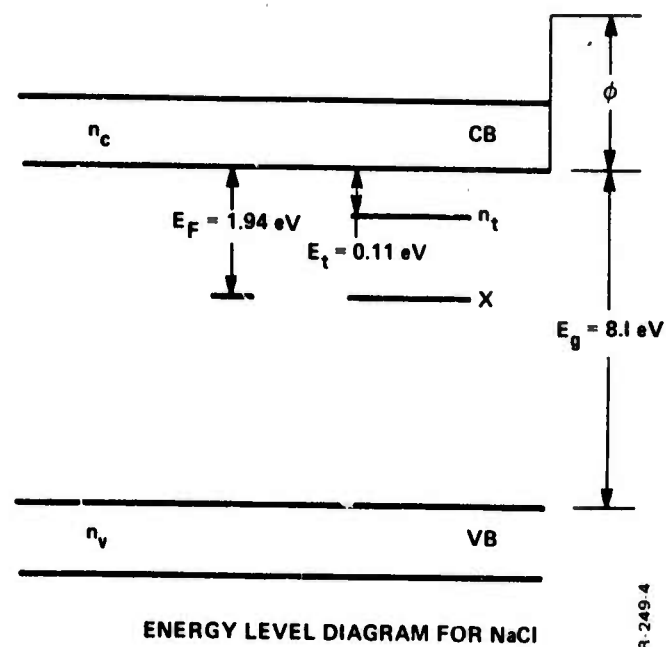 ϕ
n_c CB
E_F = 1.94 eV
n_t
E_t = 0.11 eV
X
E_g = 8.I eV
n_v VB
ENERGY LEVEL DIAGRAM FOR NaCl
R-249-4